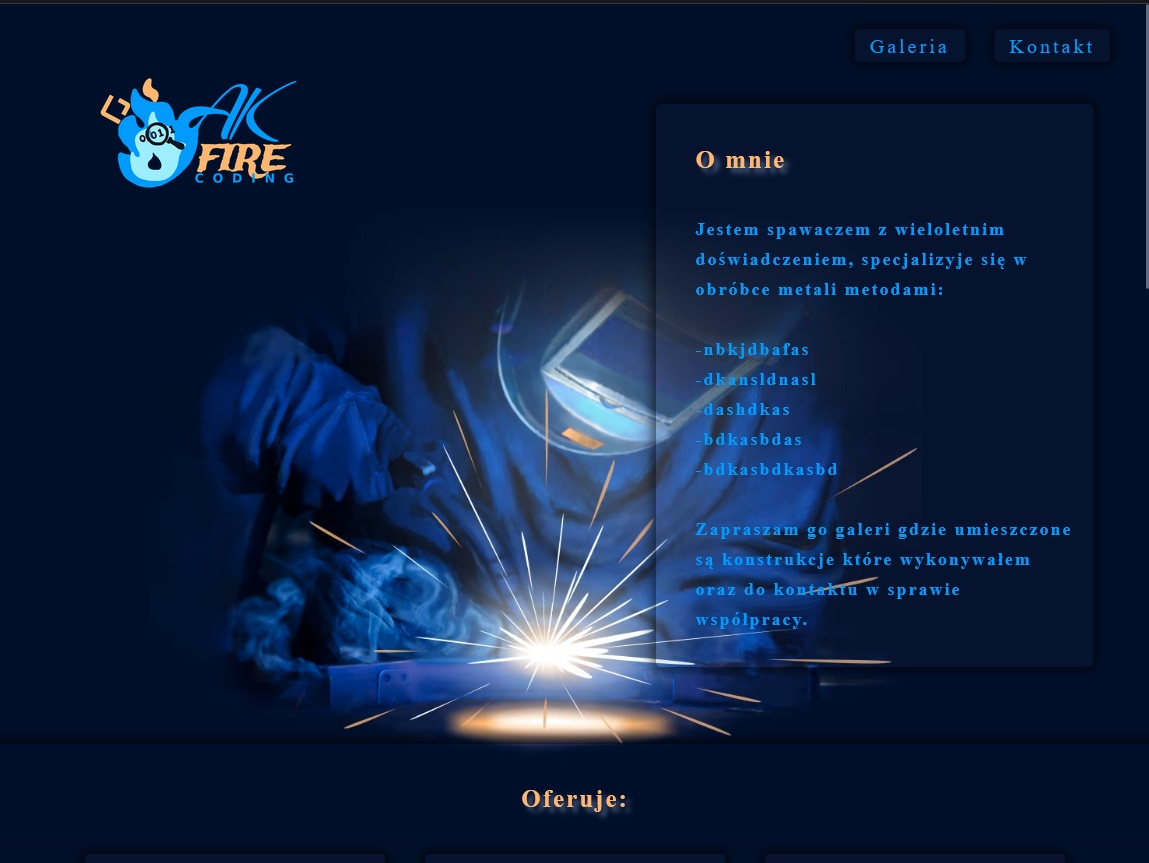 Galeria
Kontakt
AK
FIRE
CODING
O mnie
Jestem spawaczem z wieloletnim
doświadczeniem, specjalizyje się w
obróbce metali metodami:
-nbkjdbafas
-dkansldnasl
-dashdkas
-bdkasbdas
-bdkasbdkasbd
Zapraszam go galeri gdzie umieszczone
są konstrukcje które wykonywałem
oraz do kontaktu w sprawie
współpracy.
Oferuje: